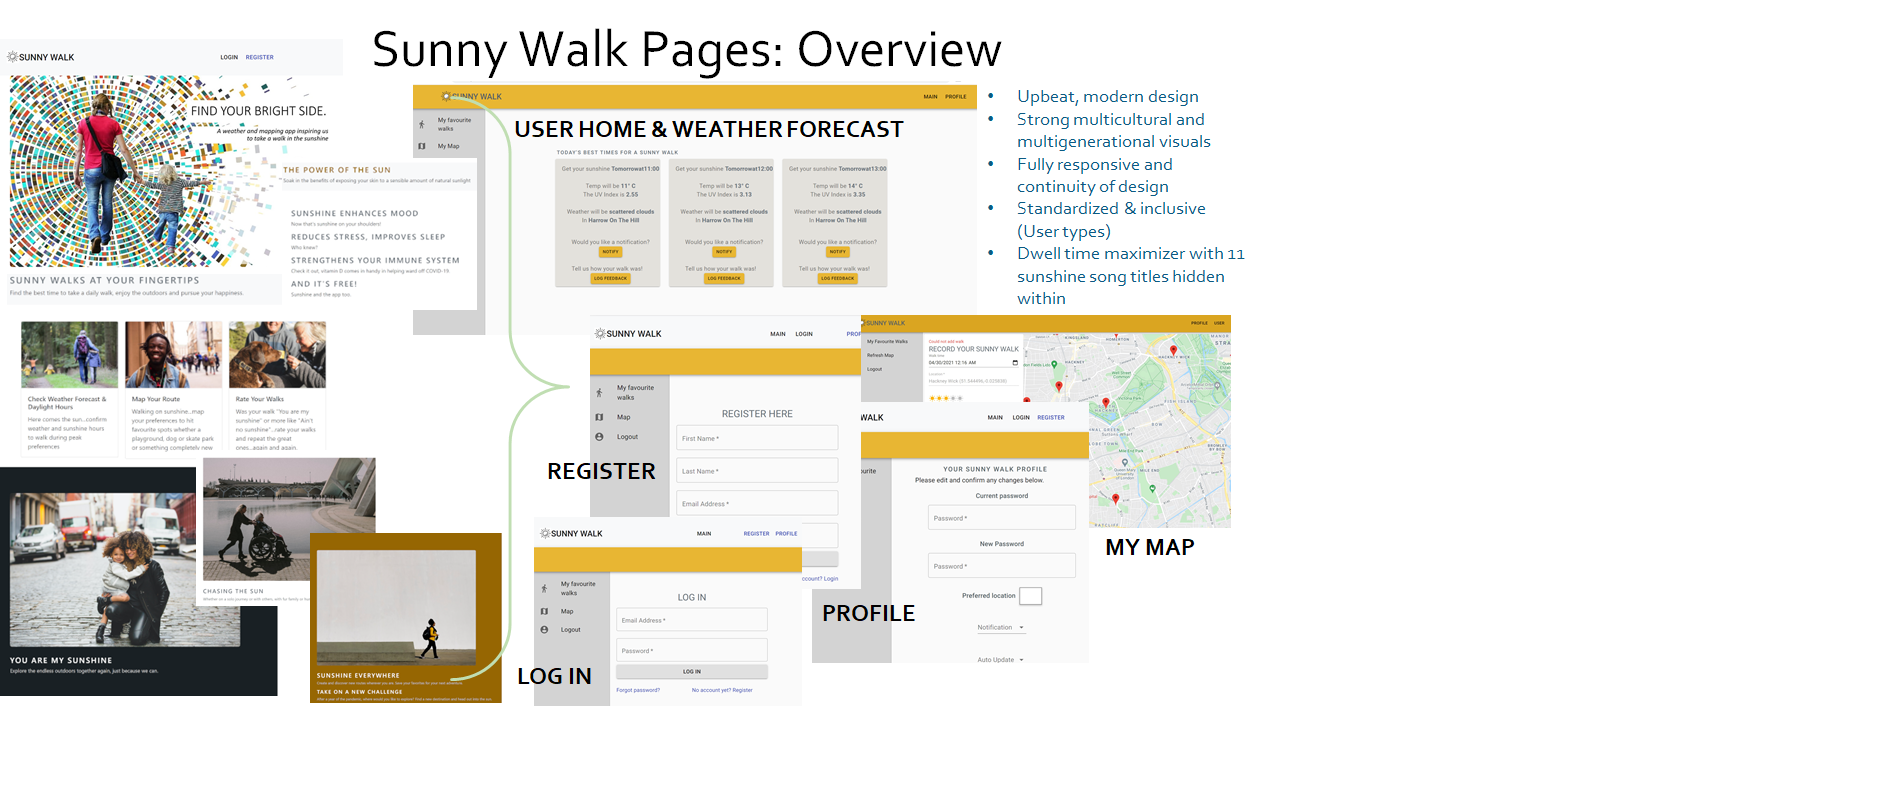 Sunny Walk Pages: Overview
SUNNY WALK
LOGIN REGISTER
FIND YOUR BRIGHT SIDE.
A weather and mapping app inspiring us
to take a walk in the sunshine
THE POWER OF THE SUN
Soak in the benefits of exposing your skin to a sensible amount of natural sunlight
SUNSHINE ENHANCES MOOD
Now that's sunshine on your shoulders!
REDUCES STRESS, IMPROVES SLEEP
Who knew?
STRENGTHENS YOUR IMMUNE SYSTEM
Check it out, vitamin D comes in handy in helping ward off COVID-19.
AND IT'S FREE!
Sunshine and the app too.
SUNNY WALKS AT YOUR FINGERTIPS
Find the best time to take a daily walk, enjoy the outdoors and pursue your happiness.
Check Weather Forecast &
Daylight Hours
Here comes the sun...confirm
weather and sunshine hours
to walk during peak
preferences
Map Your Route
Walking on sunshine...map
your preferences to hit
favourite spots whether a
playground, dog or skate park
or something completely new
Rate Your Walks
Was your walk "You are my
sunshine" or more like "Ain't
no sunshine"...rate your walks
and repeat the great
ones...again and again.
CHASING THE SUN
YOU ARE MY SUNSHINE
Explore the endless outdoors together again, just because we can.
SUNSHINE EVERYWHERE
TAKE ON A NEW CHALLENGE
SUNNY WALK
MAIN PROFILE
My favourite
walks
My Map
USER HOME & WEATHER FORECAST
TODAY'S BEST TIMES FOR A SUNNY WALK
Get your sunshine Tomorrowat11:00
Temp will be 11° C
The UV Index is 2.55
Weather will be scattered clouds
In Harrow On The Hill
Would you like a notification?
NOTIFY
Tell us how your walk was!
LOG FEEDBACK
Get your sunshine Tomorrowat12:00
Temp will be 13° C
The UV Index is 3.13
Weather will be scattered clouds
In Harrow On The Hill
Would you like a notification?
NOTIFY
Tell us how your walk was!
LOG FEEDBACK
Get your sunshine Tomorrowat13:00
Temp will be 14° C
The UV Index is 3.35
Weather will be scattered clouds
In Harrow On The Hill
Would you like a notification?
NOTIFY
Tell us how your walk was!
LOG FEEDBACK
• Upbeat, modern design
• Strong multicultural and
multigenerational visuals
• Fully responsive and
continuity of design
• Standardized & inclusive
(User types)
• Dwell time maximizer with 11
sunshine song titles hidden
within
SUNNY WALK
MAIN LOGIN PROF
My favourite
walks
Map
Logout
REGISTER HERE
First Name *
Last Name *
Email Address *
ccount? Login
REGISTER
SUNNY WALK
MAIN REGISTER PROFILE
My favourite
walks
Map
Logout
LOG IN
Email Address *
Password *
LOG IN
Forgot password? No account yet? Register
LOG IN
SUNNY WALK
PROFILE USER
My Favourite Walks
Refresh Map
Logout
Could not add walk
RECORD YOUR SUNNY WALK
04/30/2021 12:16 AM
MY MAP
WALK
MAIN LOGIN REGISTER
ourite
YOUR SUNNY WALK PROFILE
Please edit and confirm any changes below.
Current password
Password *
New Password
Password *
Preferred location
Notification
Auto Update
PROFILE